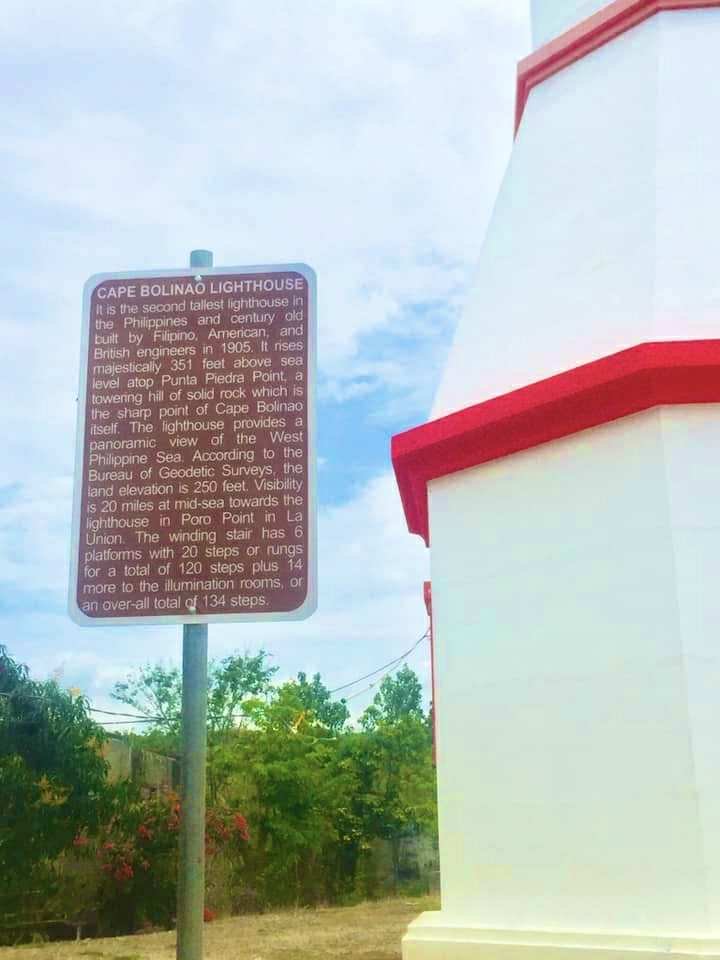 CAPE BOLINAO LIGHTHOUSE
It is the second tallest lighthouse in
the Philippines and century old
built by Filipino, American, and
British engineers in 1905. It rises
majestically 351 feet above sea
level atop Punta Piedra Point, a
towering hill of solid rock which is
the sharp point of Cape Bolinao
itself. The lighthouse provides a
panoramic view of the West
Philippine Sea. According to the
Bureau of Geodetic Surveys, the
land elevation is 250 feet. Visibility
is 20 miles at mid-sea towards the
lighthouse in Poro Point in La
Union. The winding stair has 6
platforms with 20 steps or rungs
for a total of 120 steps plus 14
more to the illumination rooms, or
an over-all total of 134 steps.